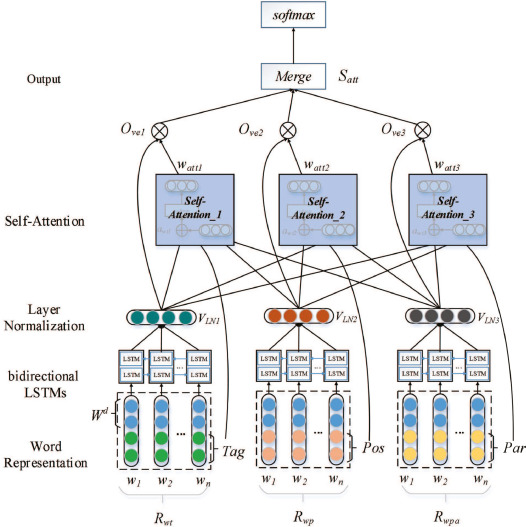 softmax
Output
Merge
S_att
O_ve1
O_ve2
O_ve3
w_att1
w_att2
w_att3
Self-Attention
Self-
Attention_1
Self-
Attention_2
Self-
Attention_3
Layer
Normalization
V_LN1
V_LN2
V_LN3
bidirectional
LSTMs
LSTM LSTM ... LSTM
LSTM LSTM LSTM
LSTM LSTM ... LSTM
LSTM LSTM LSTM
LSTM LSTM ... LSTM
LSTM LSTM LSTM
W^d
Word
Representation
...
Tag
...
Pos
...
Par
w_1 w_2 w_n
w_1 w_2 w_n
w_1 w_2 w_n
R_wt
R_wp
R_wpa